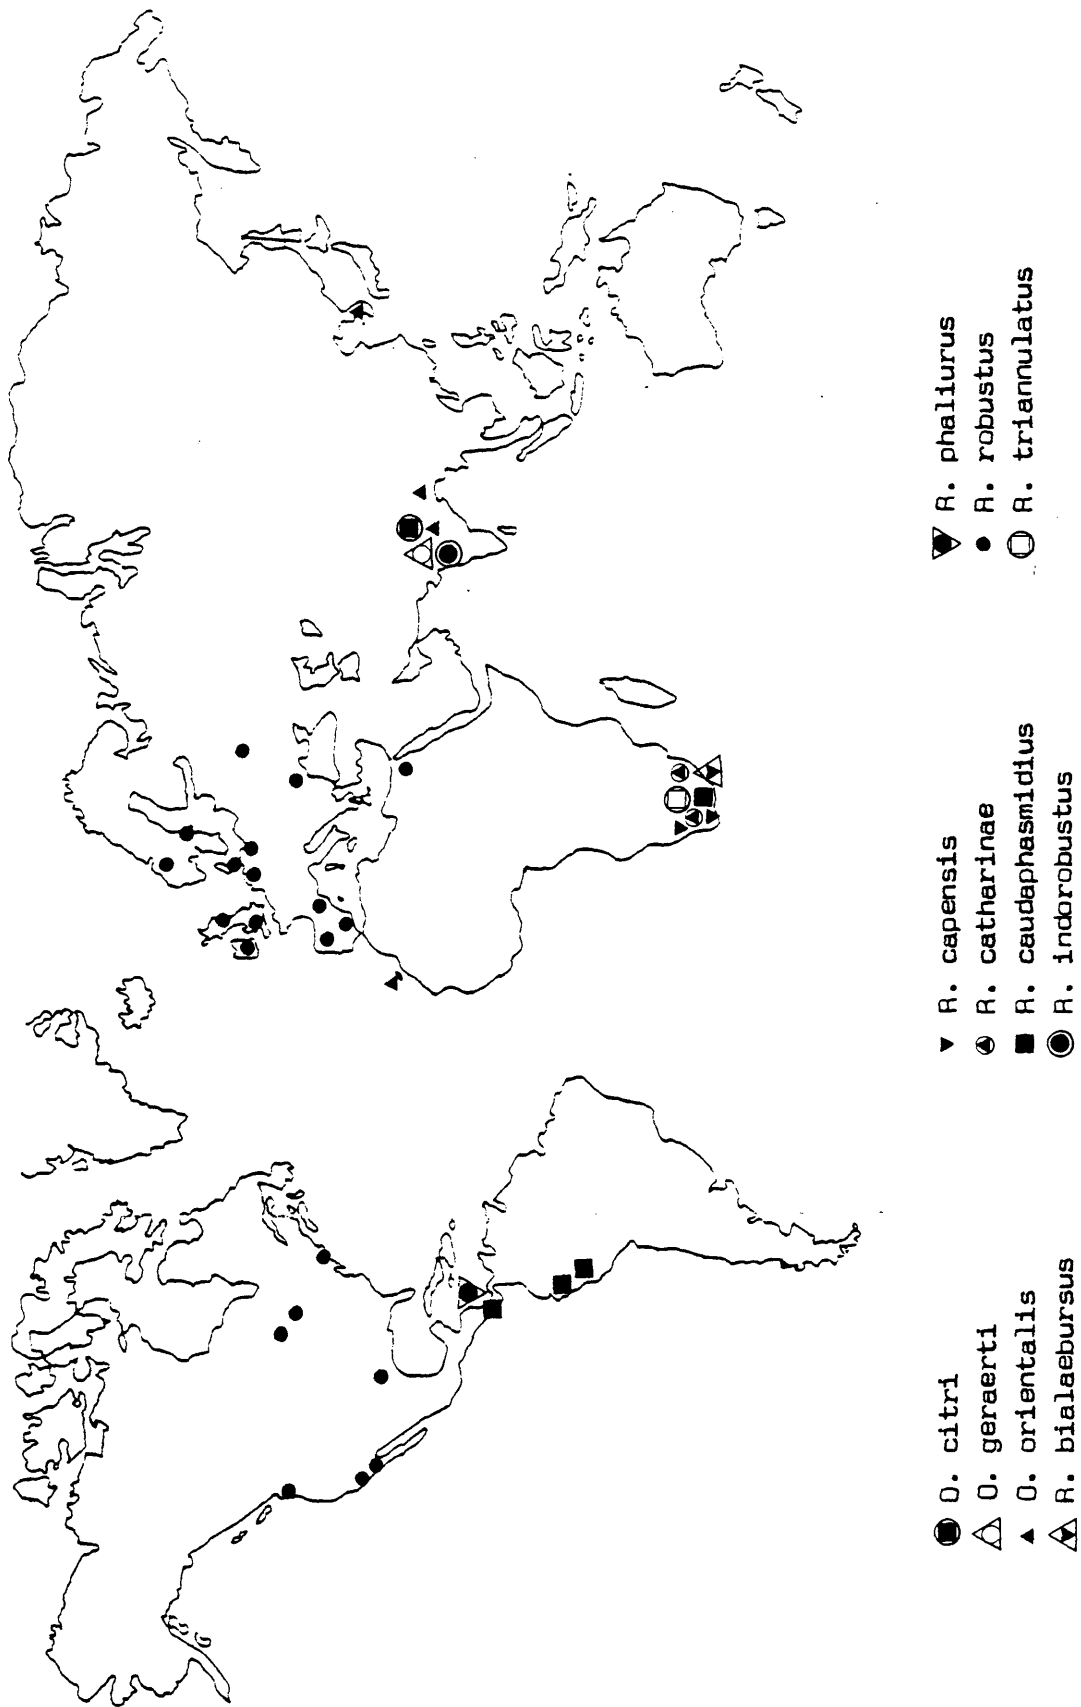 O. citri
O. geraerti
O. orientalis
R. bialaebursus
R. capensis
R. catharinae
R. caudaphasmidius
R. indorobustus
R. phaliurus
R. robustus
R. triannulatus